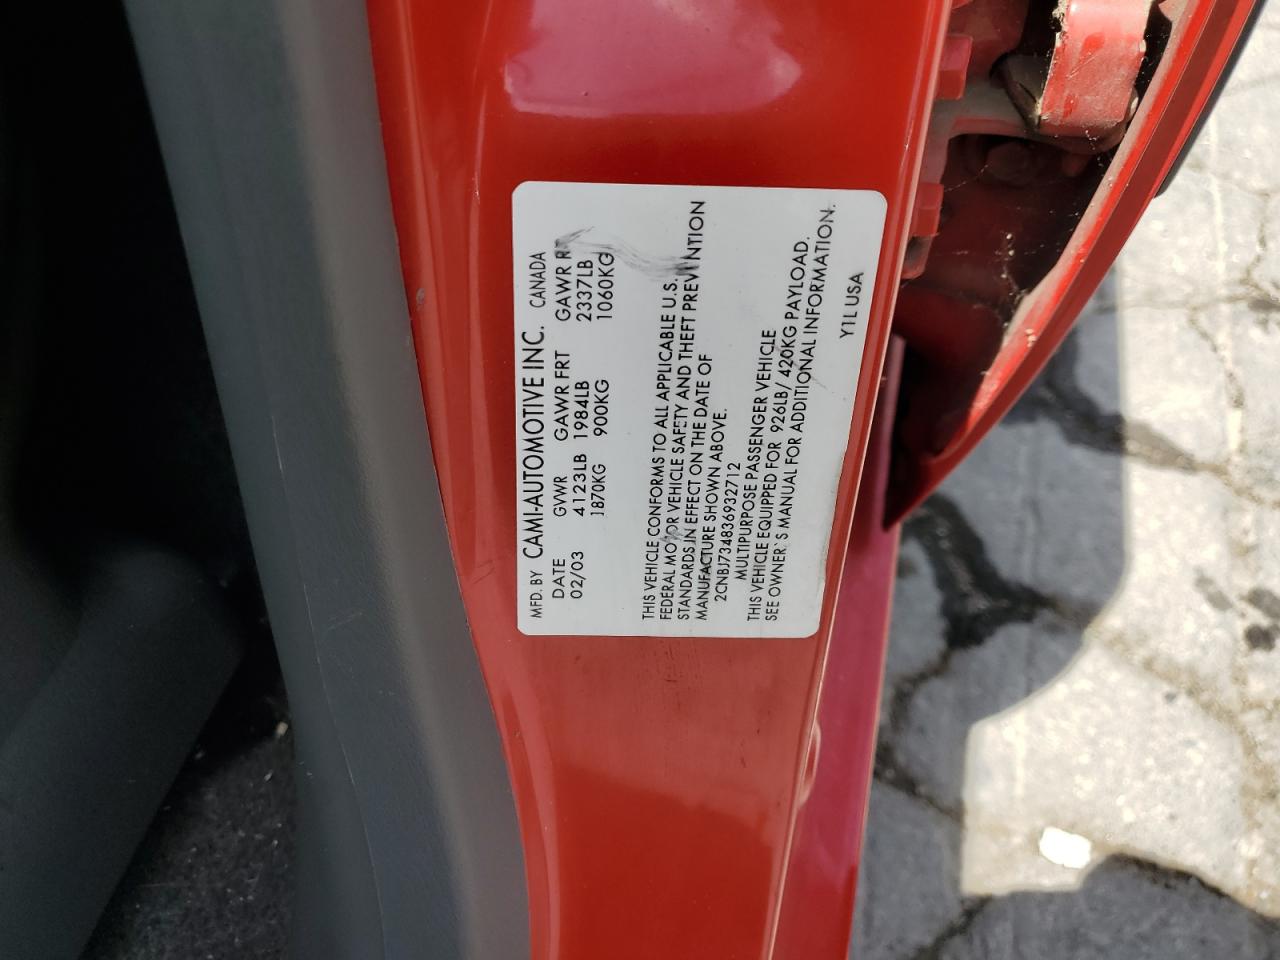 MFD. BY CAMI-AUTOMOTIVE INC. CANADA
DATE GVWR GAWR FRT GAWR R
02/03 4123LB 1984LB 2337LB
1870KG 900KG 1060KG
THIS VEHICLE CONFORMS TO ALL APPLICABLE U.S.
FEDERAL MOTOR VEHICLE SAFETY AND THEFT PREVENTION
STANDARDS IN EFFECT ON THE DATE OF
MANUFACTURE SHOWN ABOVE.
2CNBJ734836932712
MULTIPURPOSE PASSENGER VEHICLE
THIS VEHICLE EQUIPPED FOR 926LB/ 420KG PAYLOAD.
SEE OWNER`S MANUAL FOR ADDITIONAL INFORMATION.
Y1L USA